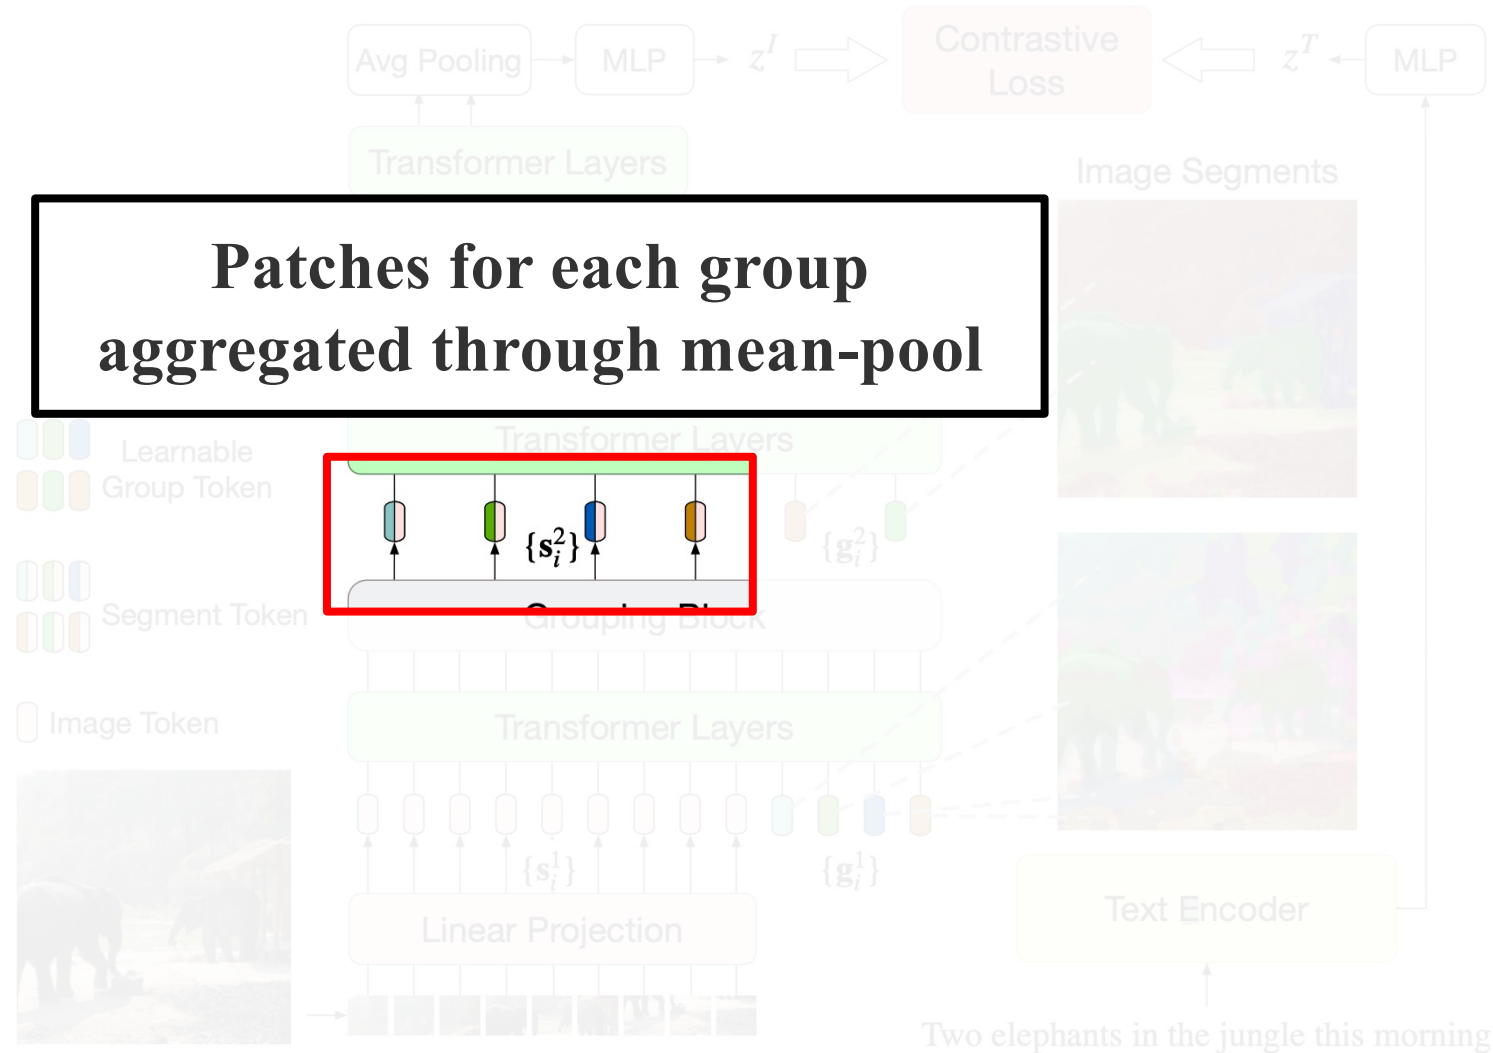 Avg Pooling
MLP
z^I
Contrastive
Loss
z^T
MLP
Transformer Layers
Image Segments
Patches for each group
aggregated through mean-pool
Transformer Layers
Learnable
Group Token
{s_i^2}
{g_i^2}
Segment Token
Grouping Block
Image Token
Transformer Layers
{s_i^1}
{g_i^1}
Linear Projection
Text Encoder
Two elephants in the jungle this morning